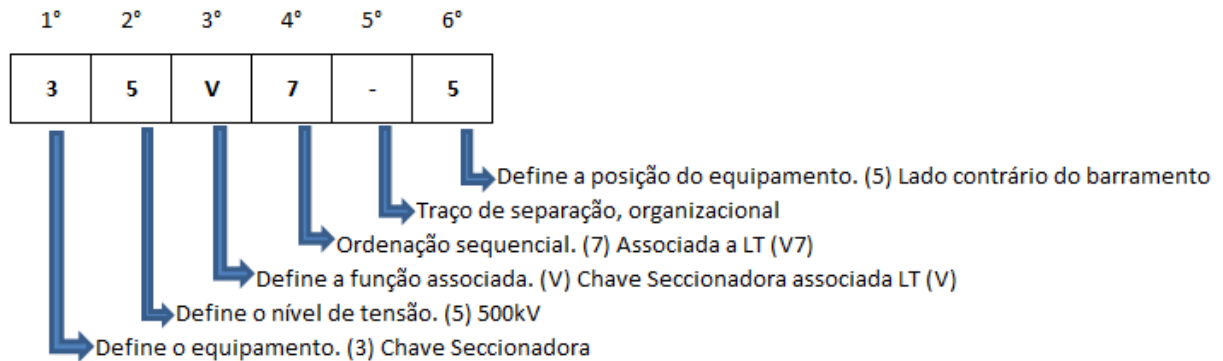 1° 2° 3° 4° 5° 6°
3 5 V 7 - 5
Define a posição do equipamento. (5) Lado contrário do barramento
Traço de separação, organizacional
Ordenação sequencial. (7) Associada a LT (V7)
Define a função associada. (V) Chave Seccionadora associada LT (V)
Define o nível de tensão. (5) 500kV
Define o equipamento. (3) Chave Seccionadora